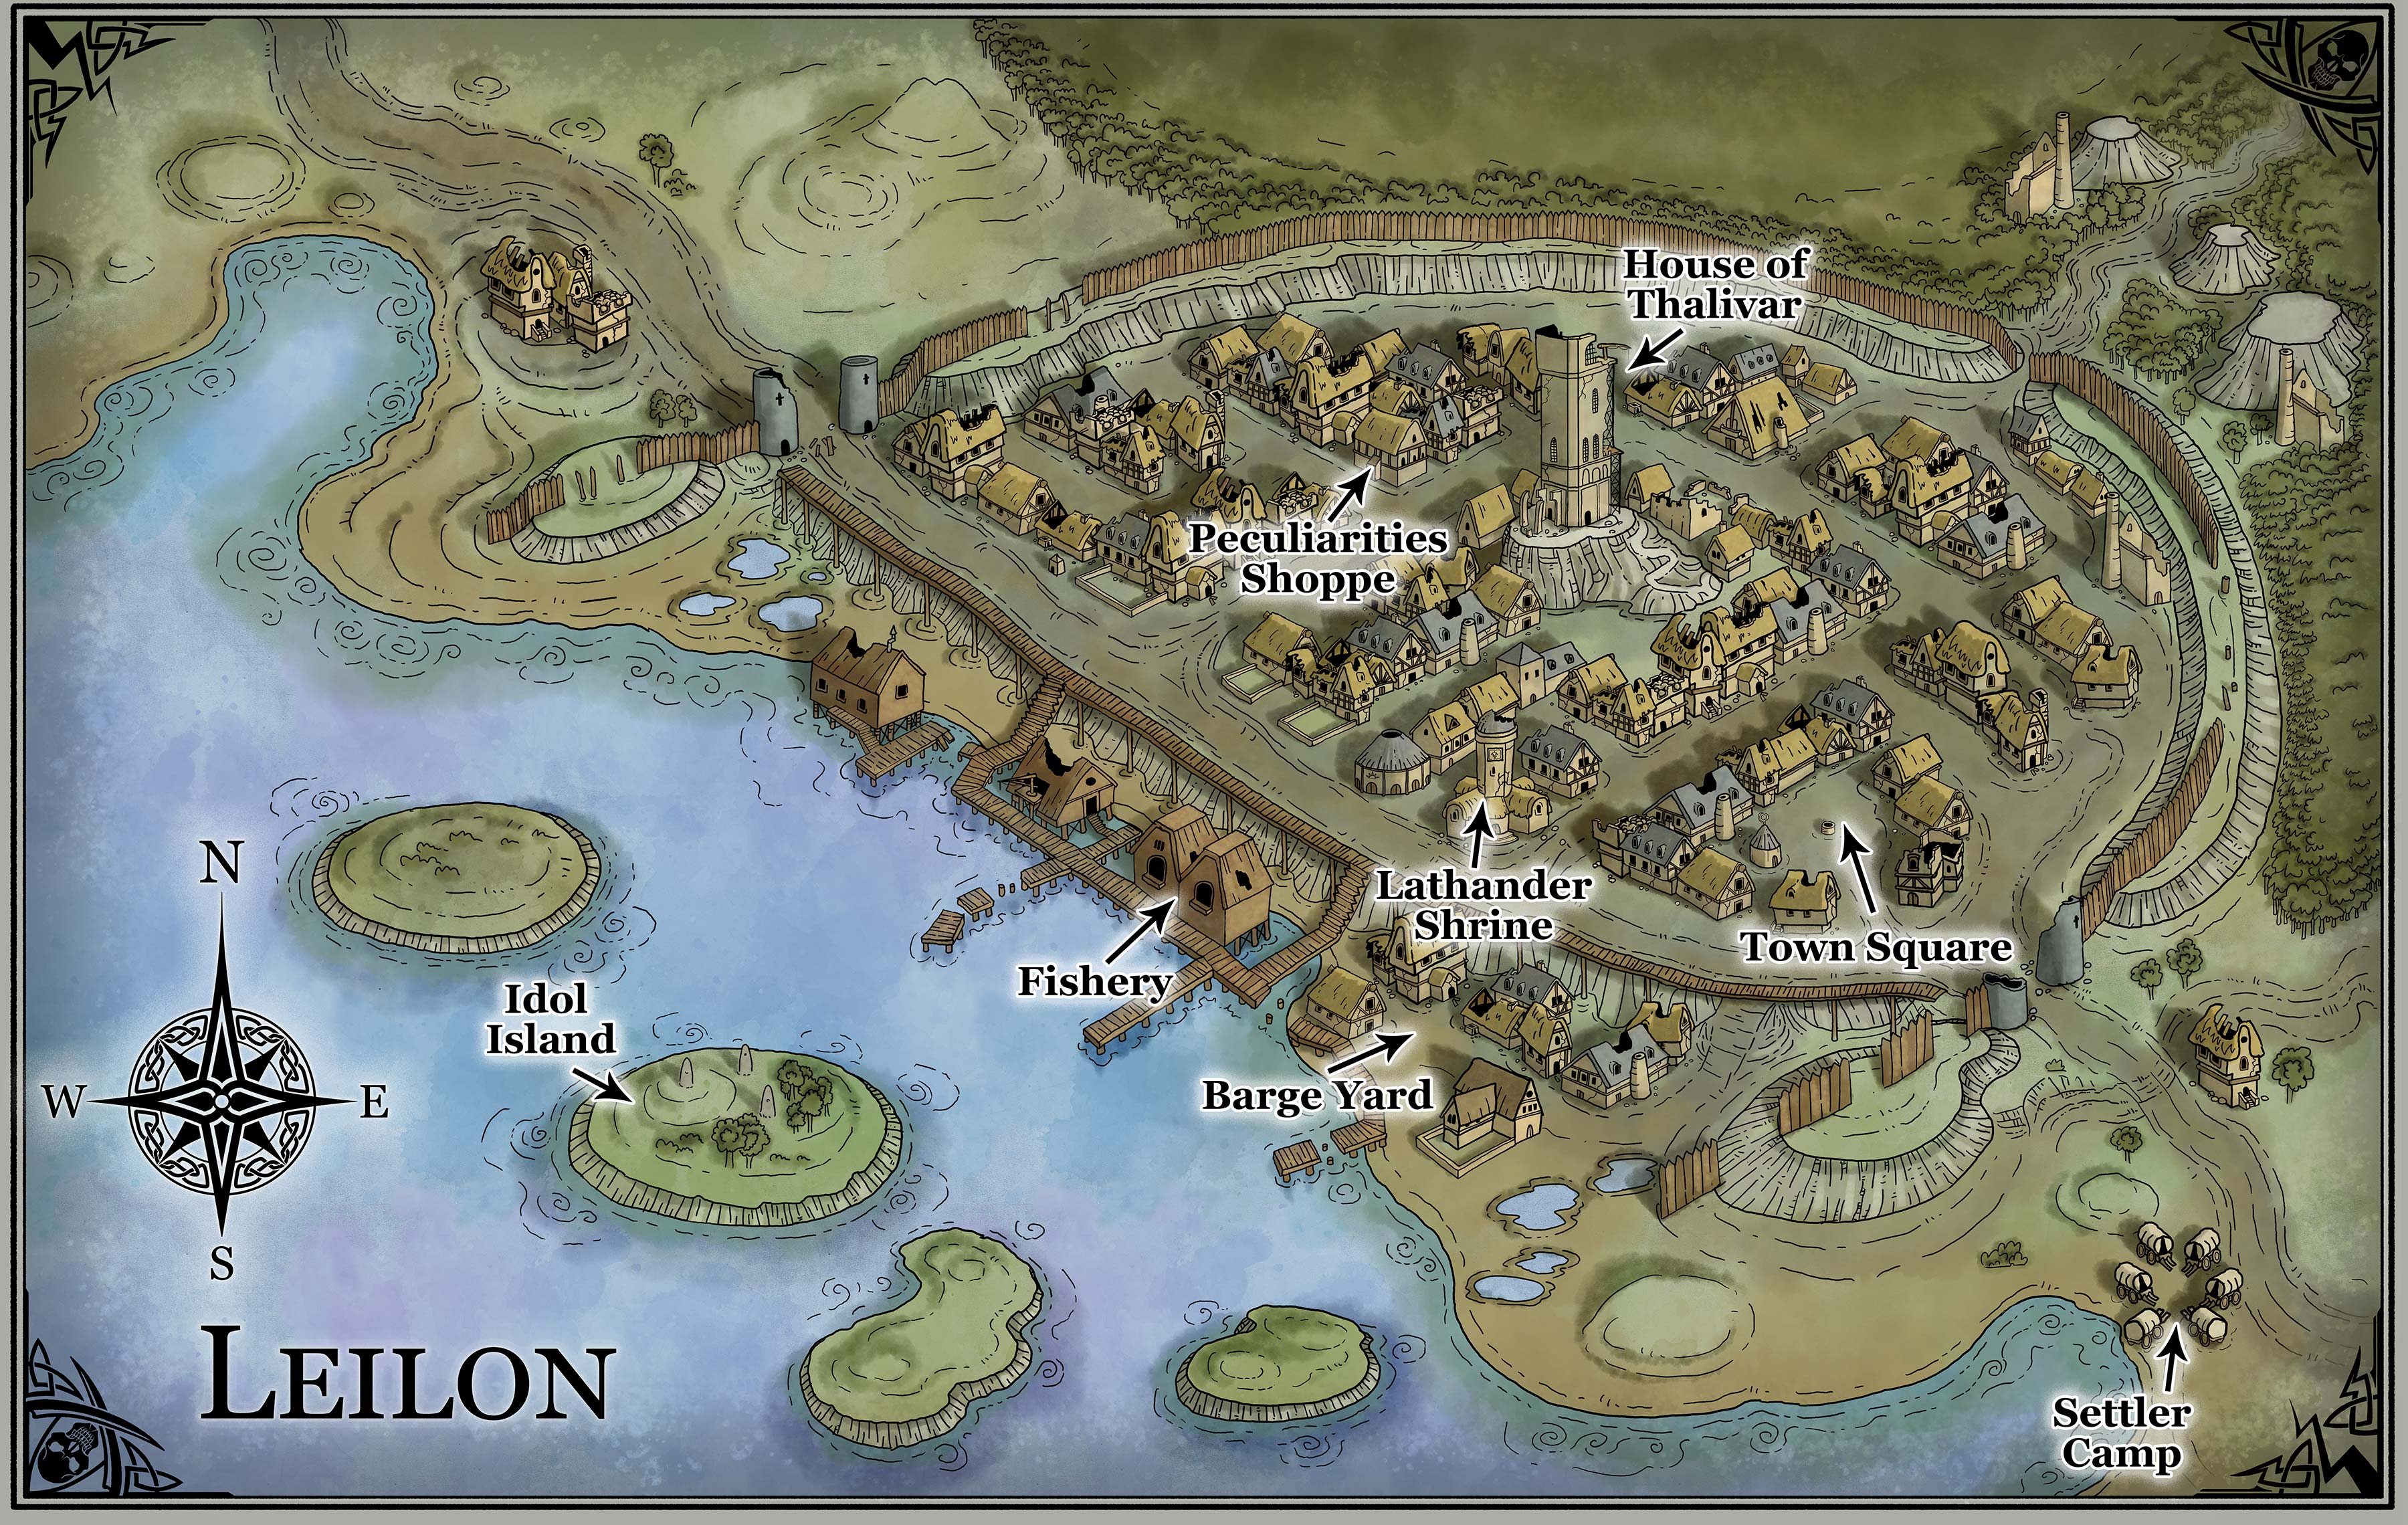 House of
Thalivar
Peculiarities
Shoppe
Lathander
Shrine
Town Square
Fishery
Idol
Island
Barge Yard
N
W
E
S
LEILON
Settler
Camp